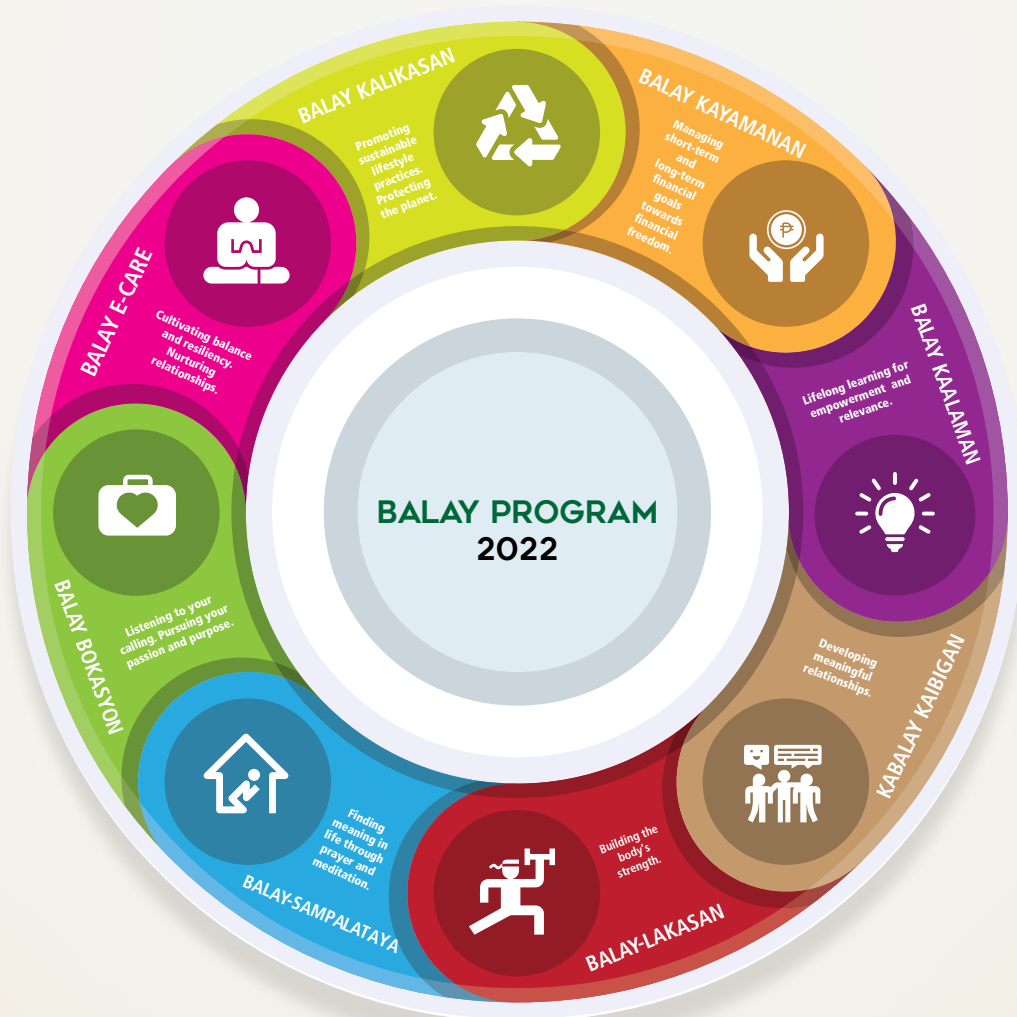 BALAY PROGRAM
2022
BALAY KALIKASAN
Promoting
sustainable
lifestyle
practices.
Protecting
the planet.
BALAY KAYAMANAN
Managing
short-term
and
long-term
financial
goals
towards
financial
freedom.
BALAY KAALAMAN
Lifelong learning for
empowerment and
relevance.
KABALAY KAIBIGAN
Developing
meaningful
relationships.
BALAY-LAKASAN
Building the
body's
strength.
BALAY-SAMPALATAYA
Finding
meaning in
life through
prayer and
meditation.
BALAY BOKASYON
Listening to your
calling. Pursuing your
passion and purpose.
BALAY E-CARE
Cultivating balance
and resiliency.
Nurturing
relationships.